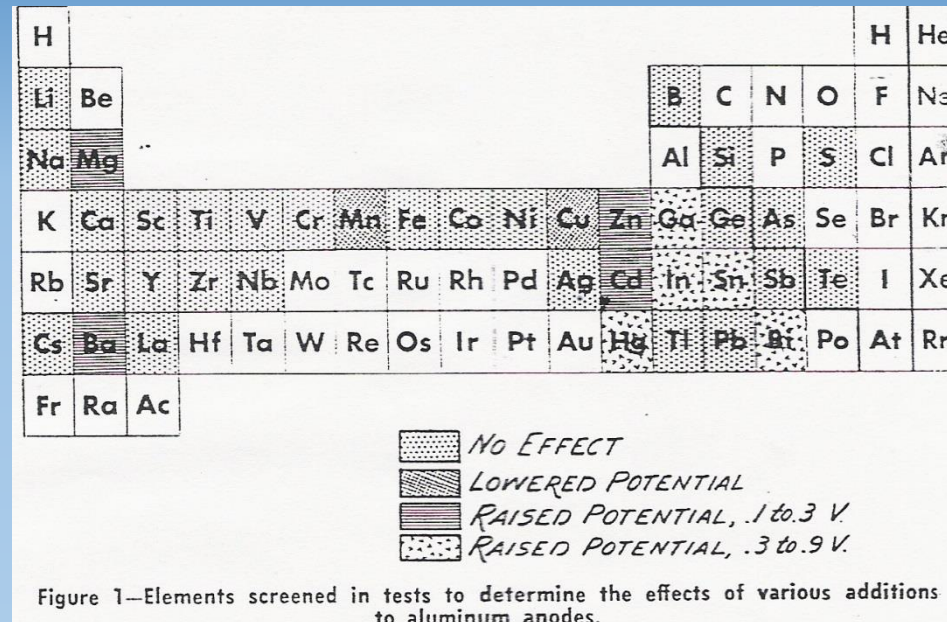 H H He
Li Be B C N O F
Na Mg Al Si P S Cl Ar
K Ca Sc Ti V Cr Mn Fe Co Ni Cu Zn Ga Ge As Se Br Kr
Rb Sr Y Zr Nb Mo Tc Ru Rh Pd Ag Cd In Sn Sb Te I Xe
Cs Ba La Hf Ta W Re Os Ir Pt Au Hg Tl Pb Bi Po At
Fr Ra Ac
NO EFFECT
LOWERED POTENTIAL
RAISED POTENTIAL, .1 to .3 V.
RAISED POTENTIAL, .3 to .9 V.
Figure 1—Elements screened in tests to determine the effects of various additions
to aluminum anodes.